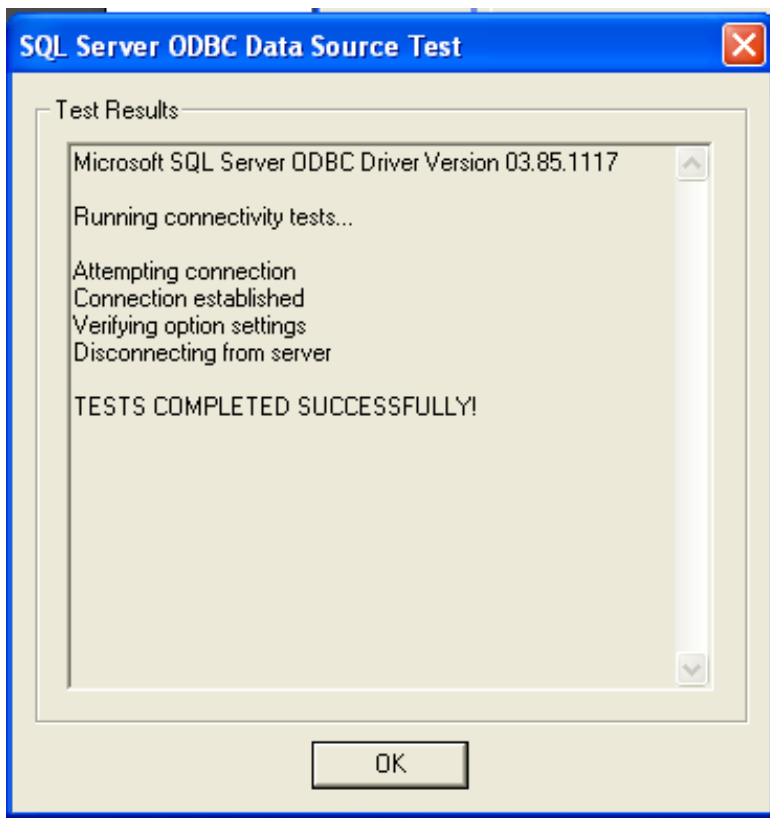 SQL Server ODBC Data Source Test
Test Results
Microsoft SQL Server ODBC Driver Version 03.85.1117
Running connectivity tests...
Attempting connection
Connection established
Verifying option settings
Disconnecting from server
TESTS COMPLETED SUCCESSFULLY!
OK